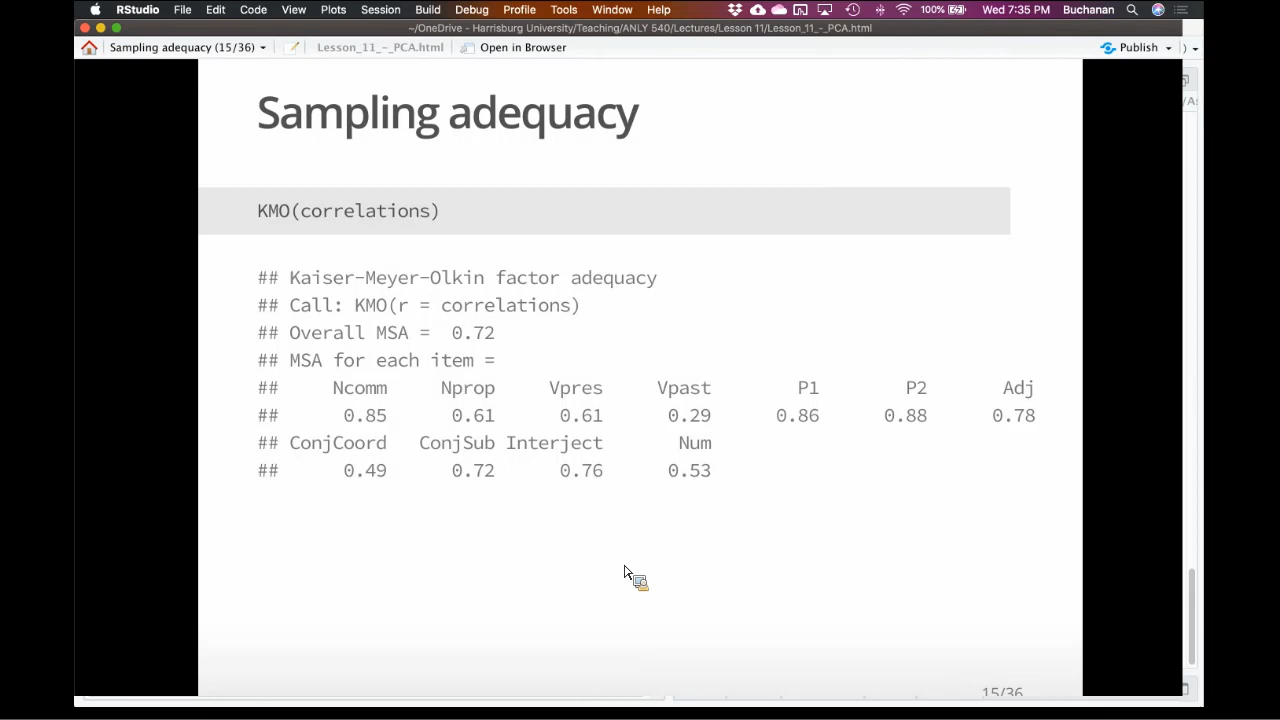 RStudio File Edit Code View Plots Session Build Debug Profile Tools Window Help 100% Wed 7:35 PM Buchanan
~/OneDrive - Harrisburg University/Teaching/ANLY 540/Lectures/Lesson 11/Lesson_11_-_PCA.html
Sampling adequacy (15/36) Lesson_11_-_PCA.html Open in Browser Publish
Sampling adequacy
KMO(correlations)
## Kaiser-Meyer-Olkin factor adequacy
## Call: KMO(r = correlations)
## Overall MSA = 0.72
## MSA for each item =
## Ncomm Nprop Vpres Vpast P1 P2 Adj
## 0.85 0.61 0.61 0.29 0.86 0.88 0.78
## ConjCoord ConjSub Interject Num
## 0.49 0.72 0.76 0.53
15/36